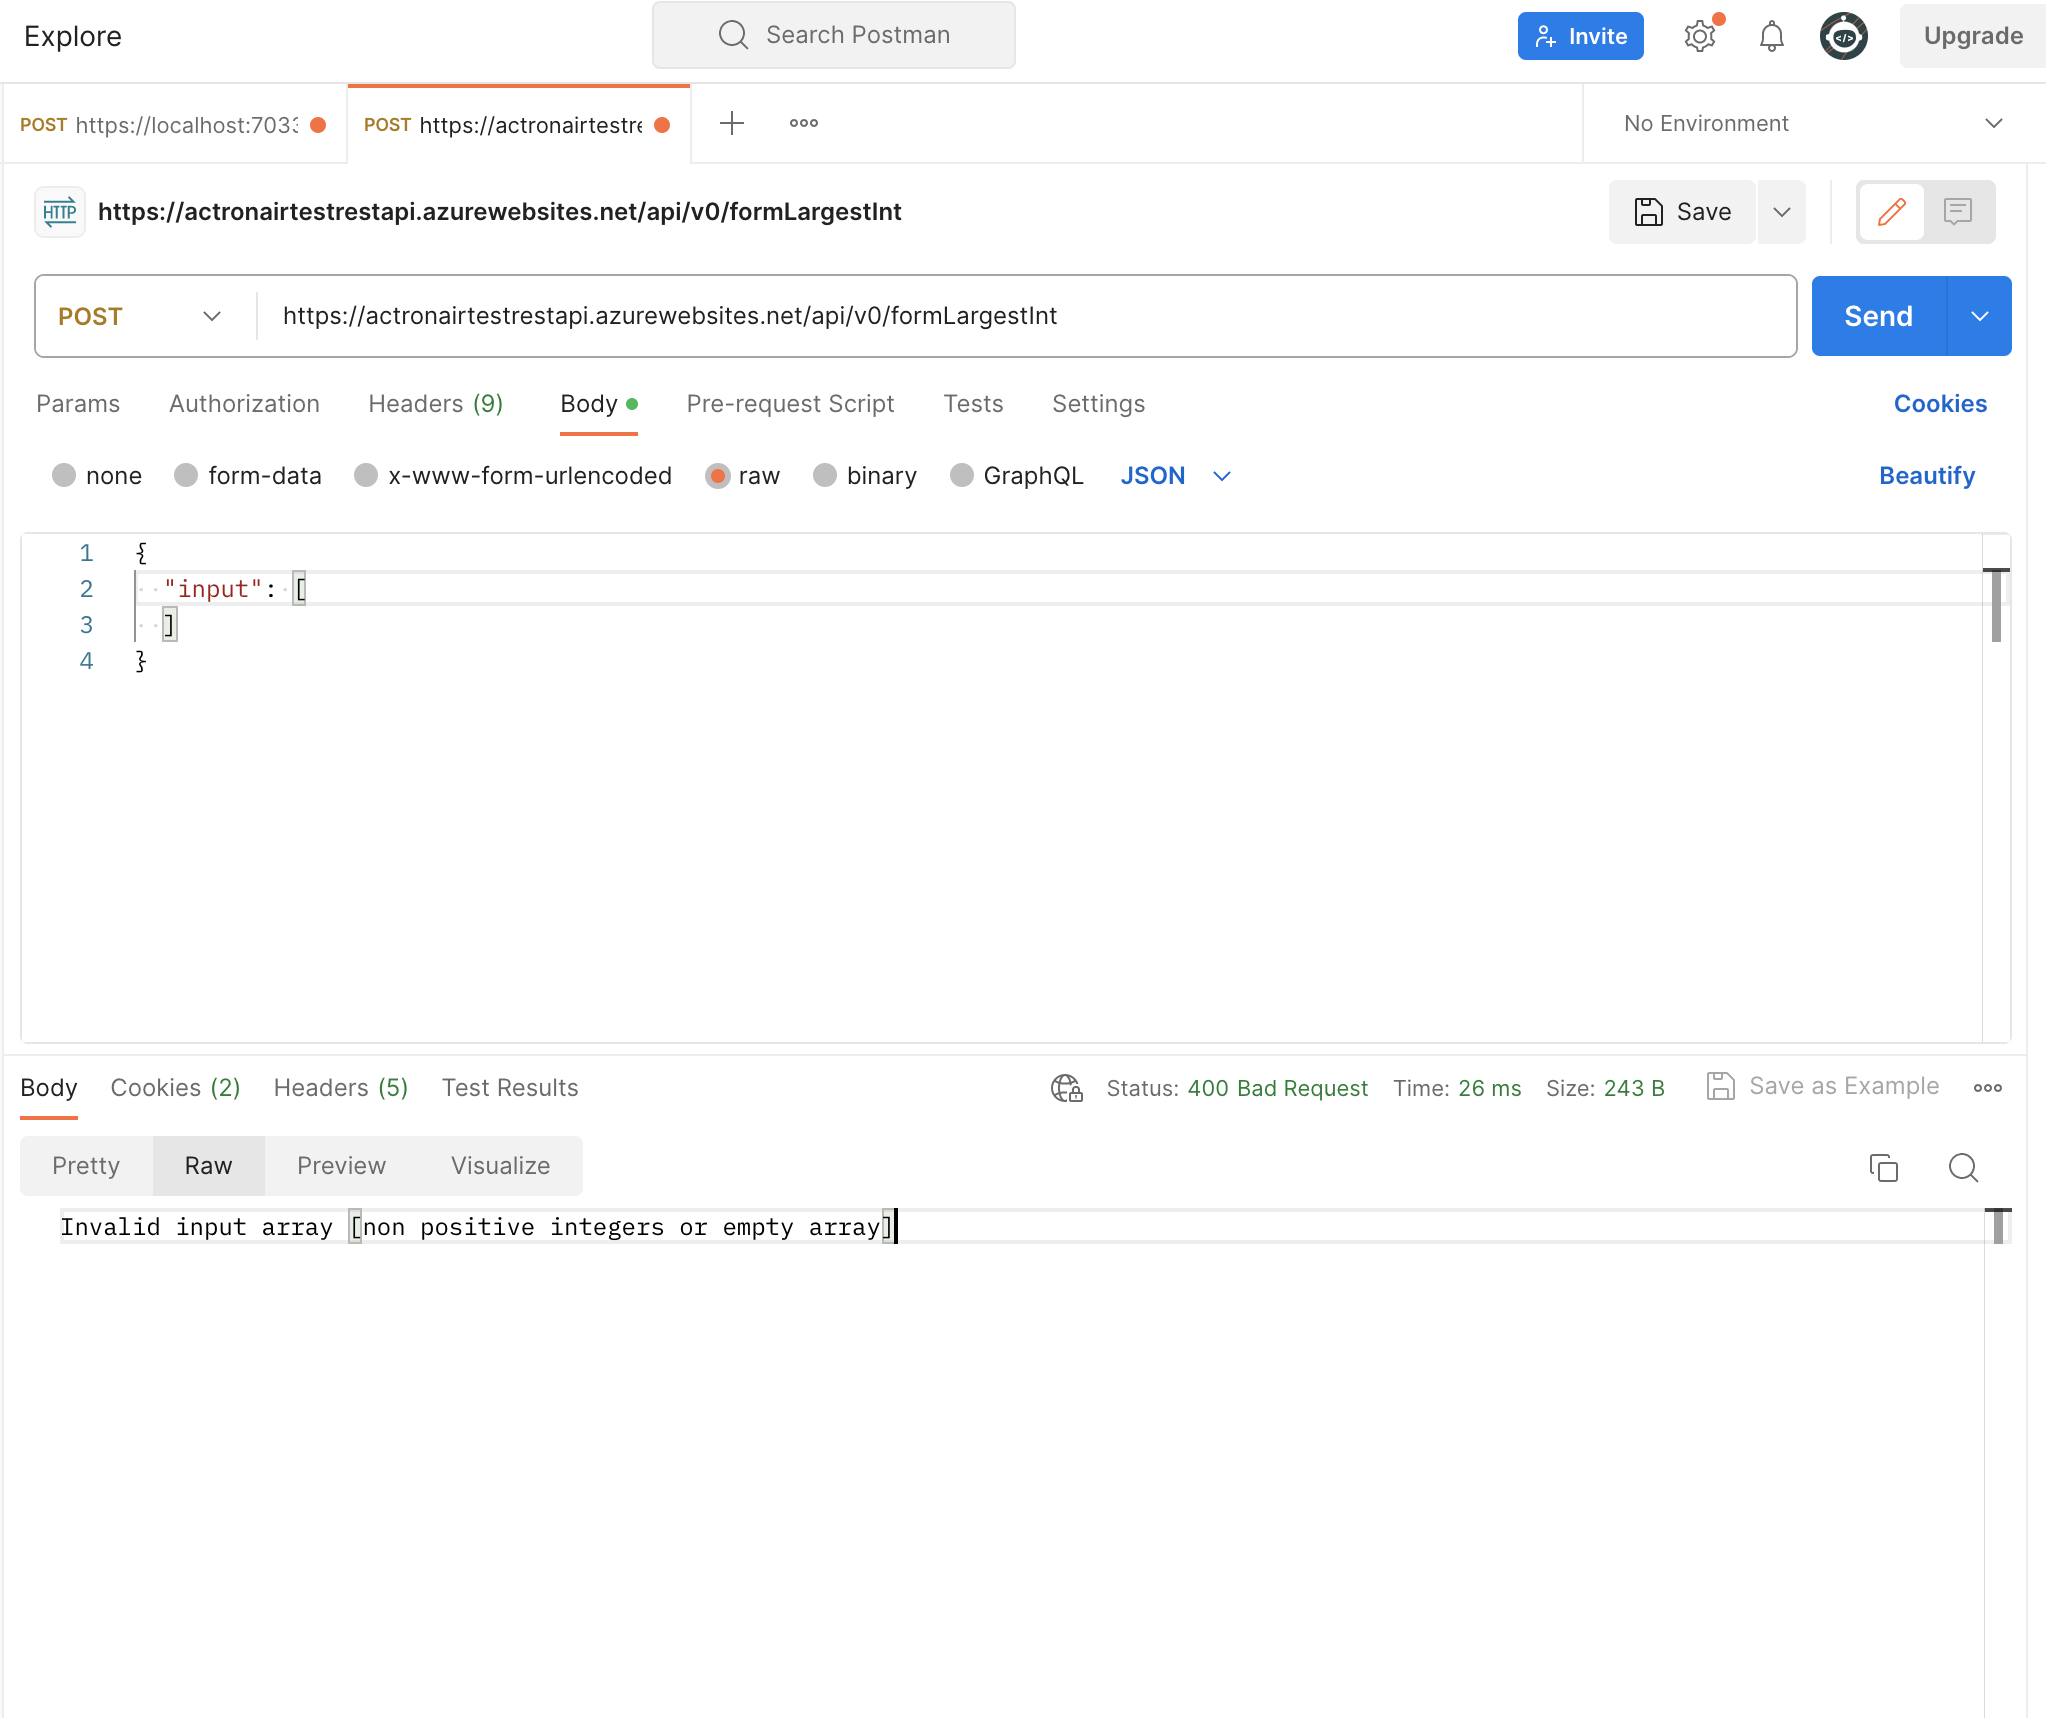 Explore
Search Postman
Invite
Upgrade
POST https://localhost:7033
POST https://actronairtestre
No Environment
HTTP
https://actronairtestrestapi.azurewebsites.net/api/v0/formLargestInt
Save
POST
https://actronairtestrestapi.azurewebsites.net/api/v0/formLargestInt
Send
Params Authorization Headers (9) Body Pre-request Script Tests Settings Cookies
none form-data x-www-form-urlencoded raw binary GraphQL JSON Beautify
1 {
2 "input": [
3 ]
4 }
Body Cookies (2) Headers (5) Test Results Status: 400 Bad Request Time: 26 ms Size: 243 B Save as Example
Pretty Raw Preview Visualize
Invalid input array [non positive integers or empty array]